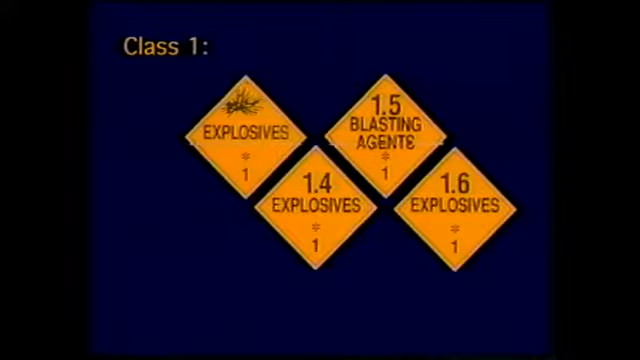 Class 1:
EXPLOSIVES
*
1
1.5
BLASTING
AGENTS
*
1
1.4
EXPLOSIVES
*
1
1.6
EXPLOSIVES
*
1